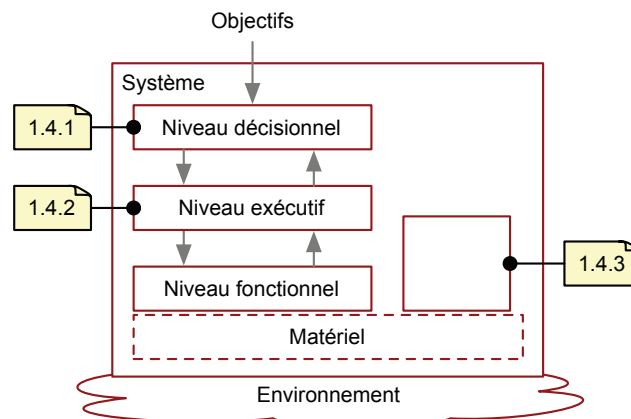 Objectifs
Système
1.4.1
Niveau décisionnel
1.4.2
Niveau exécutif
1.4.3
Niveau fonctionnel
Matériel
Environnement